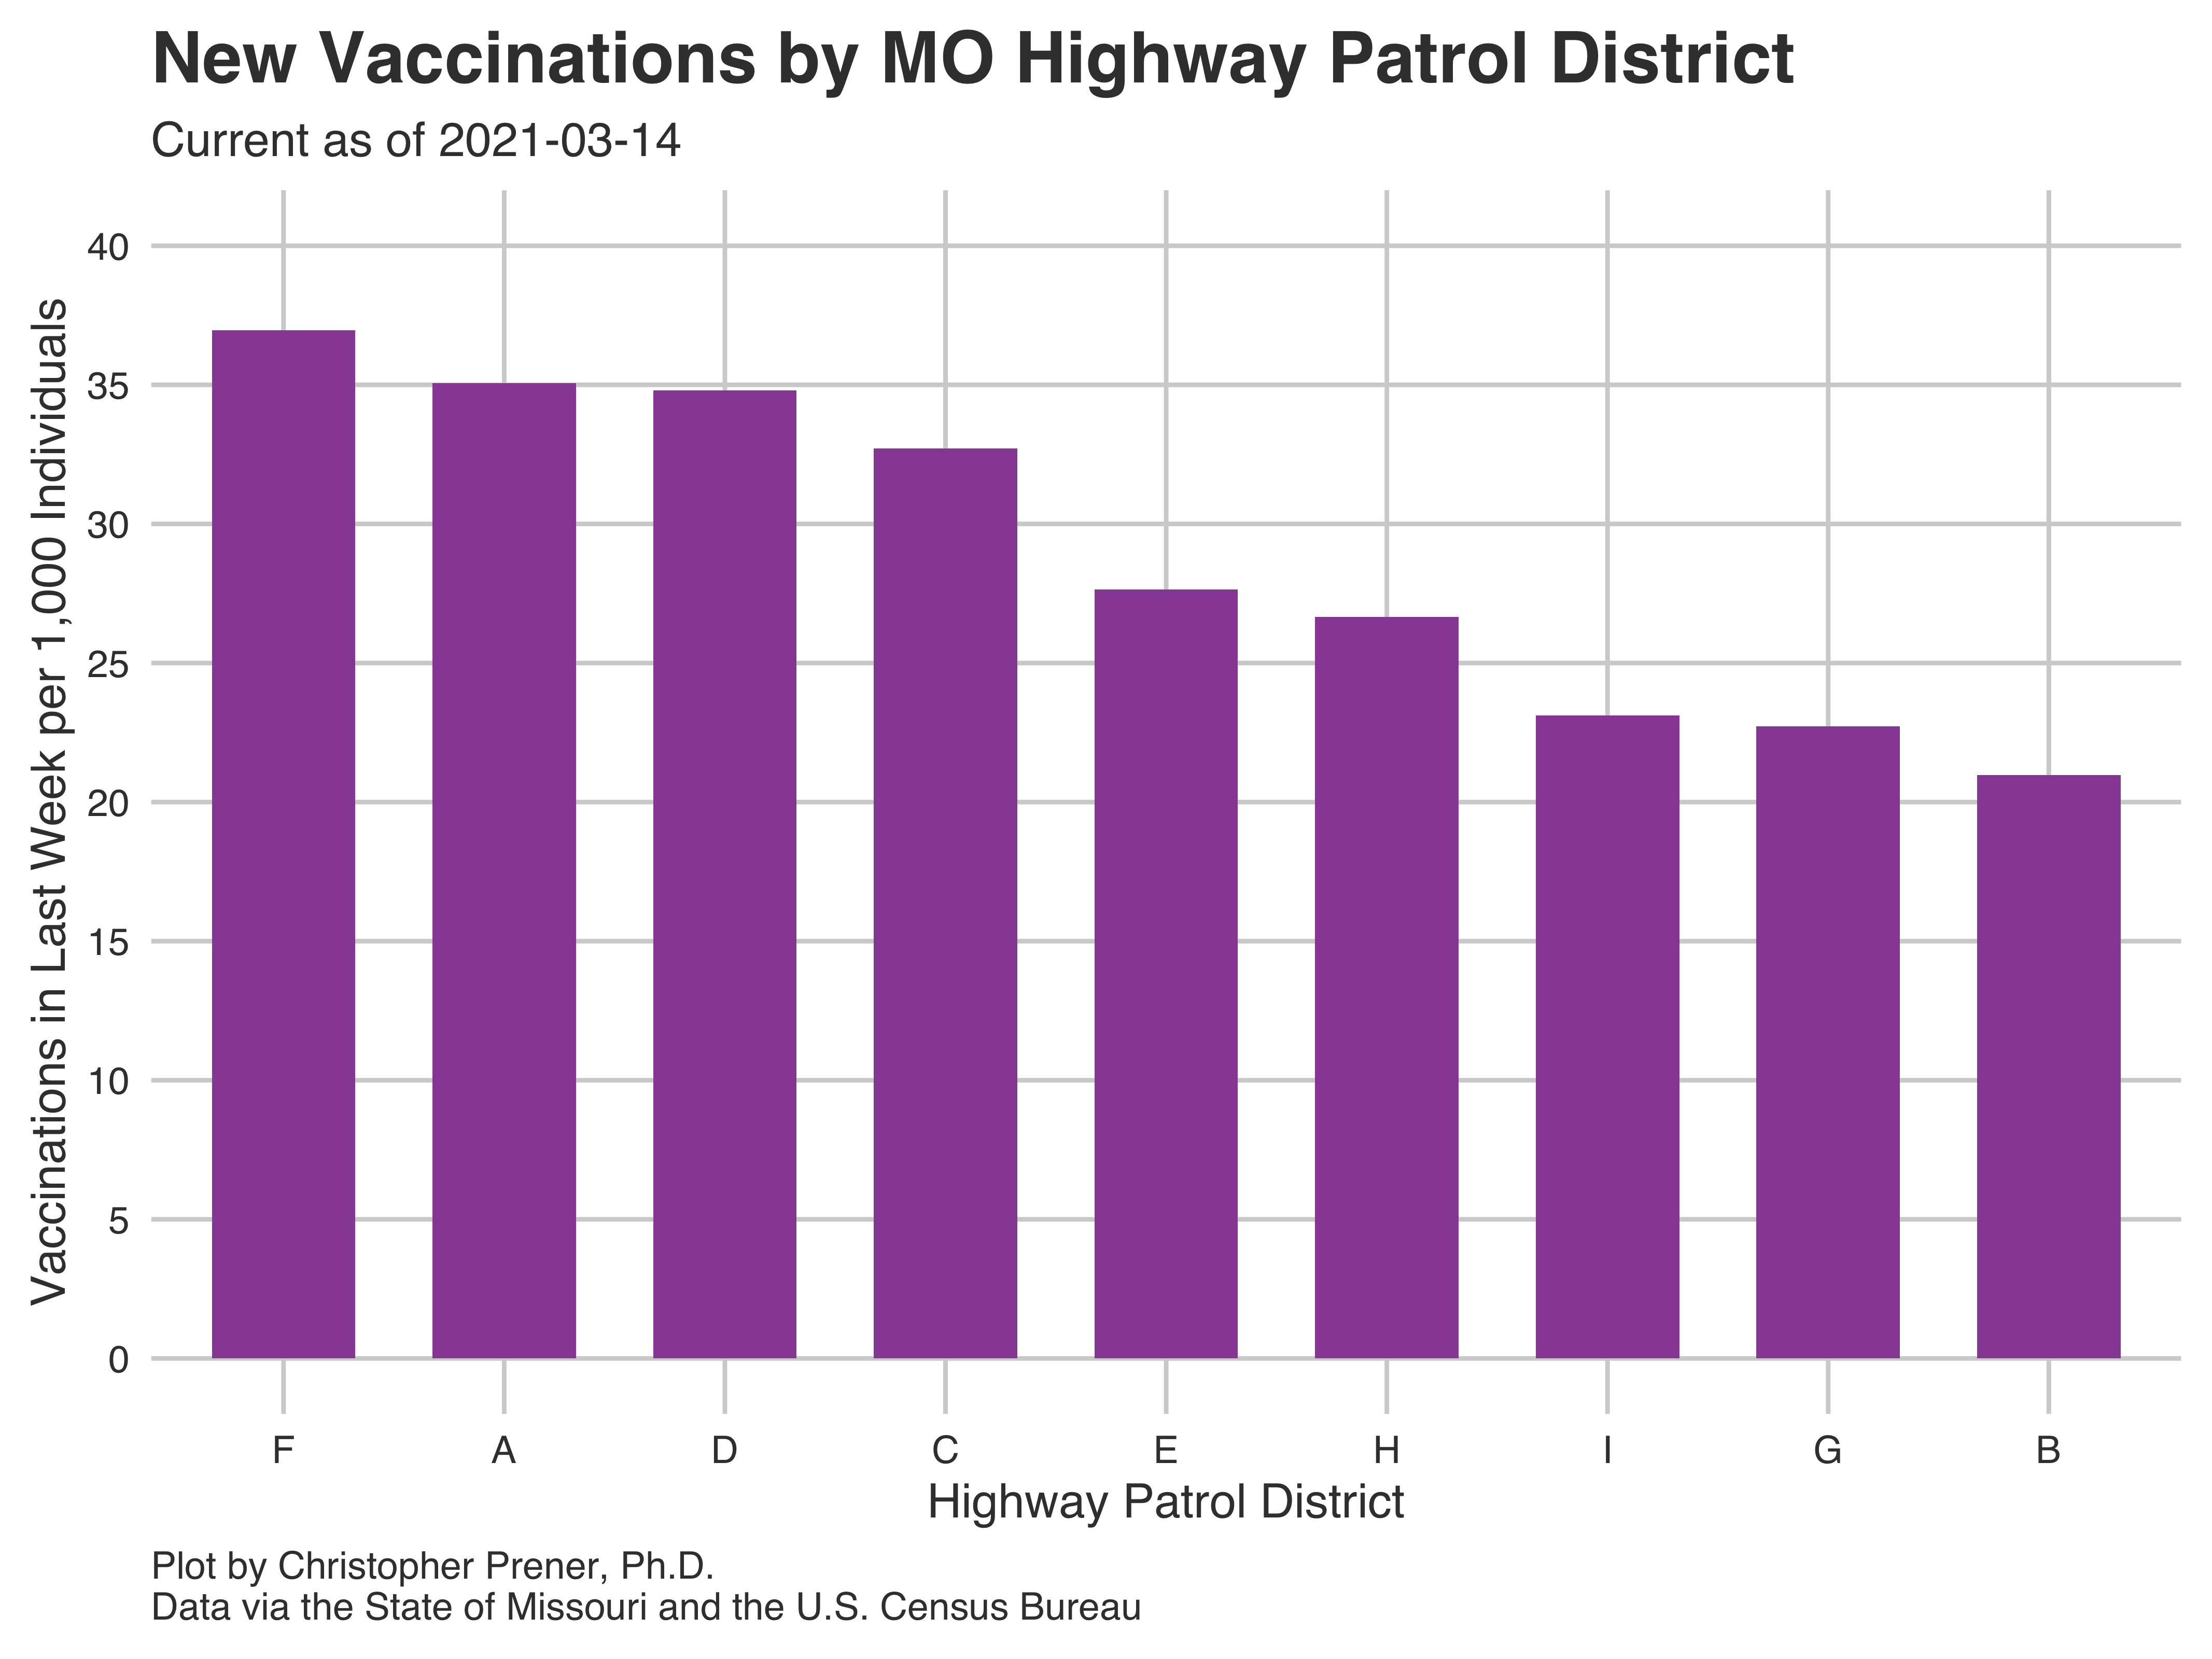 New Vaccinations by MO Highway Patrol District
Current as of 2021-03-14
Vaccinations in Last Week per 1,000 Individuals
40
35
30
25
20
15
10
5
0
F A D C E H I G B
Highway Patrol District
Plot by Christopher Prener, Ph.D.
Data via the State of Missouri and the U.S. Census Bureau